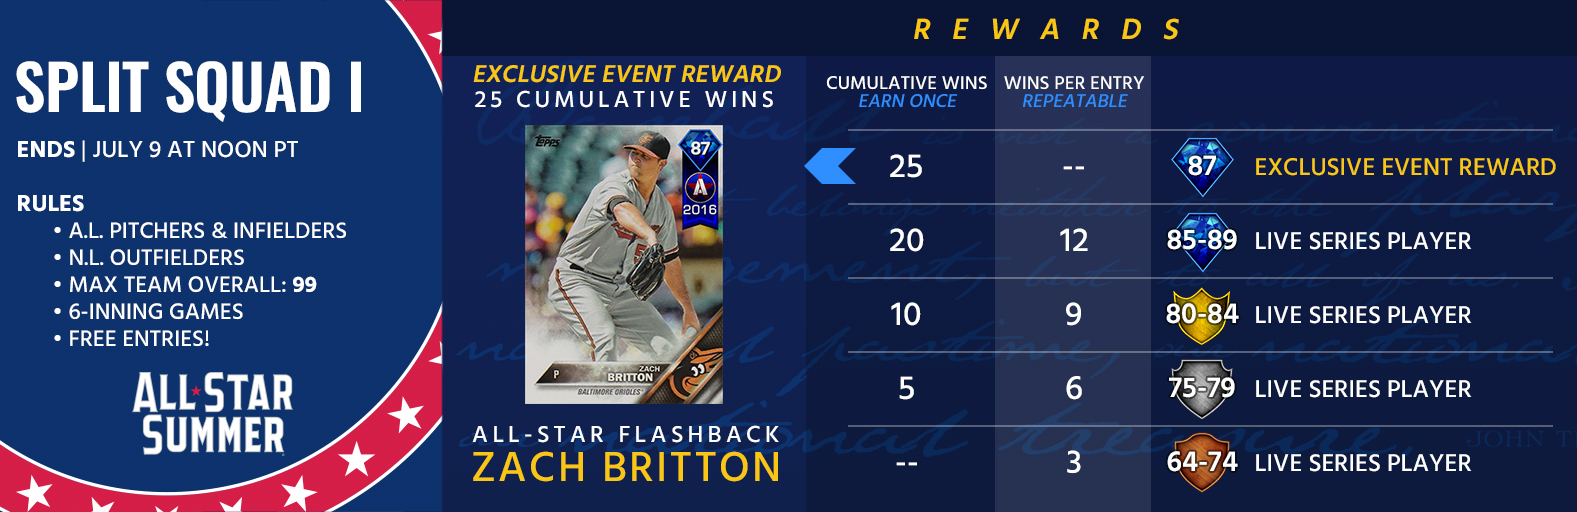 SPLIT SQUAD I
ENDS | JULY 9 AT NOON PT
RULES
• A.L. PITCHERS & INFIELDERS
• N.L. OUTFIELDERS
• MAX TEAM OVERALL: 99
• 6-INNING GAMES
• FREE ENTRIES!
ALL★STAR
SUMMER
EXCLUSIVE EVENT REWARD
25 CUMULATIVE WINS
Topps
87
A
2016
P
ZACH
BRITTON
BALTIMORE ORIOLES
ALL-STAR FLASHBACK
ZACH BRITTON
REWARDS
CUMULATIVE WINS WINS PER ENTRY
EARN ONCE REPEATABLE
25 -- 87 EXCLUSIVE EVENT REWARD
20 12 85-89 LIVE SERIES PLAYER
10 9 80-84 LIVE SERIES PLAYER
5 6 75-79 LIVE SERIES PLAYER
-- 3 64-74 LIVE SERIES PLAYER
JOHN T